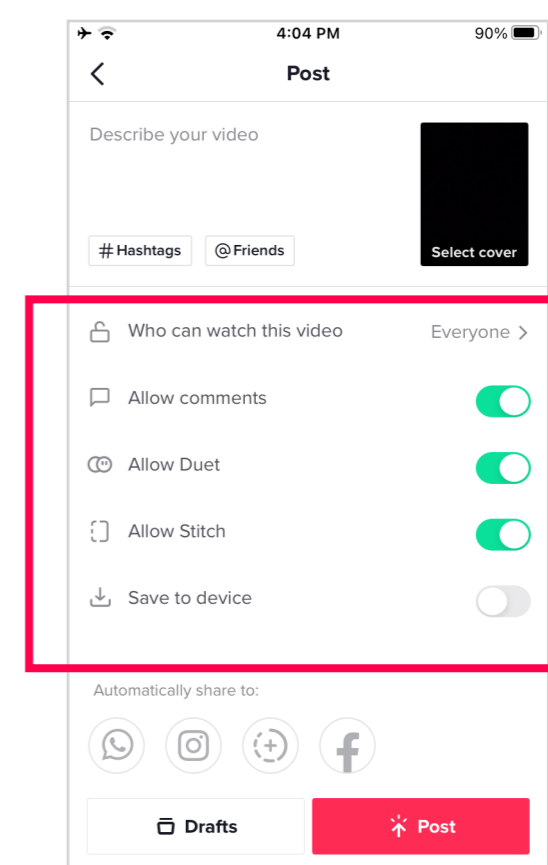 4:04 PM 90%
Post
Describe your video
# Hashtags @ Friends
Select cover
Who can watch this video Everyone >
Allow comments
Allow Duet
Allow Stitch
Save to device
Automatically share to:
Drafts Post